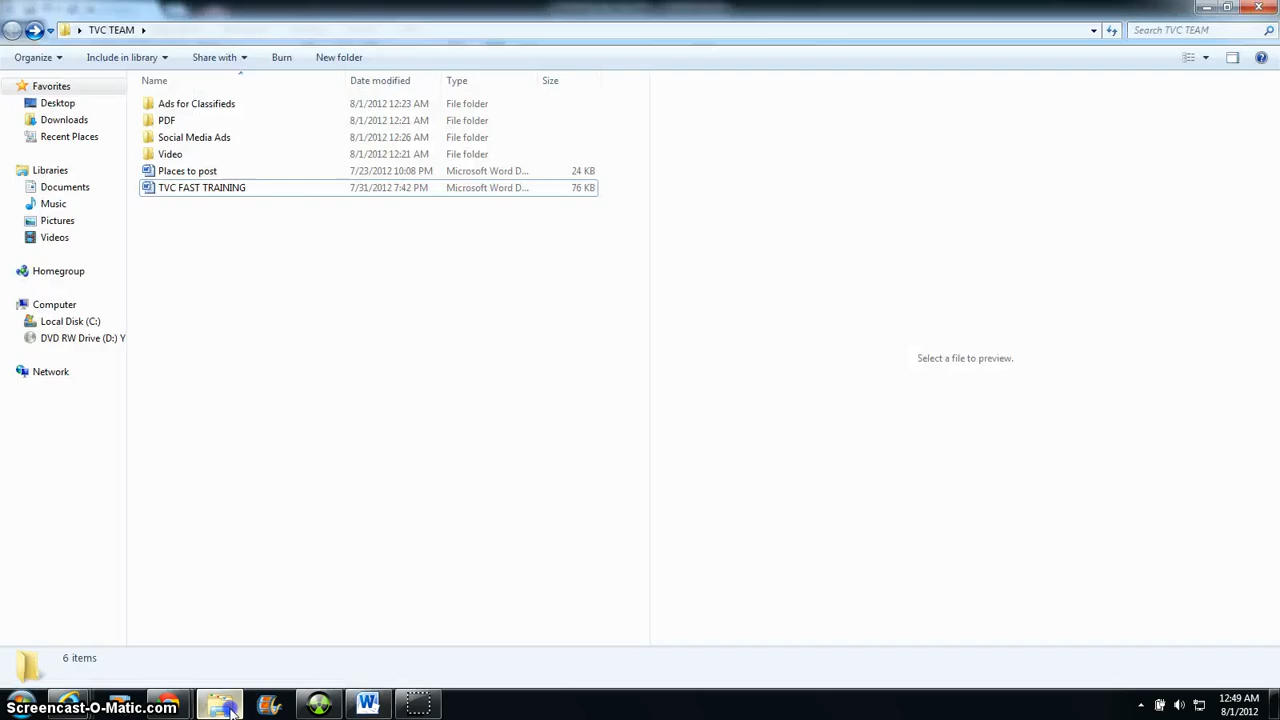 TVC TEAM
Search TVC TEAM
Organize Include in library Share with Burn New folder
Name Date modified Type Size
Favorites
Desktop
Downloads
Recent Places
Libraries
Documents
Music
Pictures
Videos
Homegroup
Computer
Local Disk (C:)
DVD RW Drive (D:) Y
Network
Ads for Classifieds 8/1/2012 12:23 AM File folder
PDF 8/1/2012 12:21 AM File folder
Social Media Ads 8/1/2012 12:26 AM File folder
Video 8/1/2012 12:21 AM File folder
Places to post 7/23/2012 10:08 PM Microsoft Word D... 24 KB
TVC FAST TRAINING 7/31/2012 7:42 PM Microsoft Word D... 76 KB
Select a file to preview.
6 items
Screencast-O-Matic.com
12:49 AM
8/1/2012